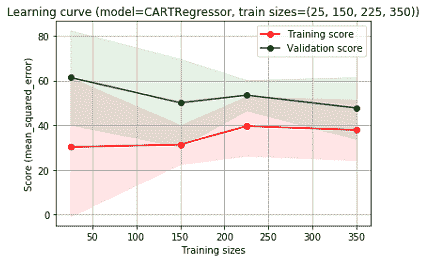 Learning curve (model=CARTRegressor, train sizes=(25, 150, 225, 350))
Training score
Validation score
Score (mean_squared_error)
80
60
40
20
0
50 100 150 200 250 300 350
Training sizes